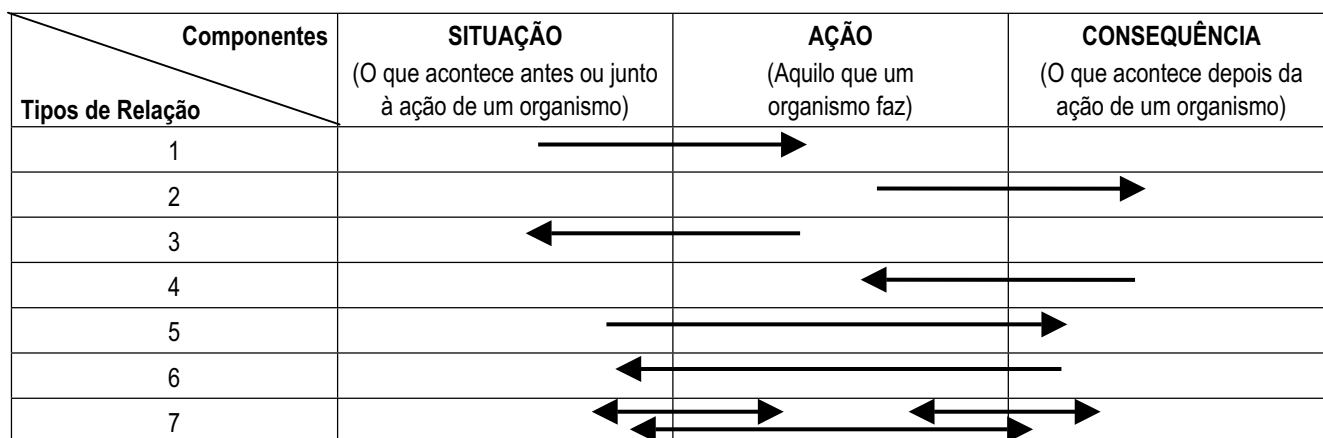 Componentes
Tipos de Relação
SITUAÇÃO
(O que acontece antes ou junto
à ação de um organismo)
AÇÃO
(Aquilo que um
organismo faz)
CONSEQUÊNCIA
(O que acontece depois da
ação de um organismo)
1
2
3
4
5
6
7